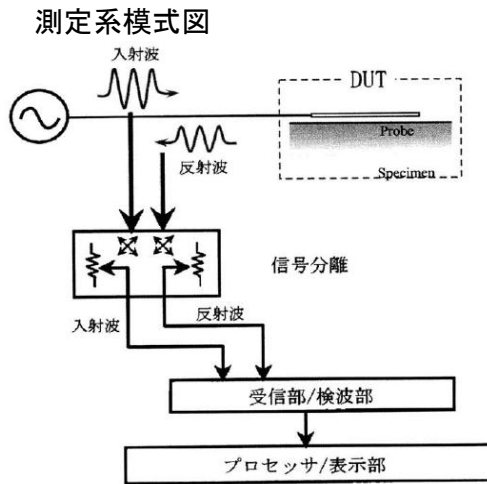 測定系模式図
入射波
DUT
反射波
Probe
Specimen
信号分離
入射波
反射波
受信部/検波部
プロセッサ/表示部